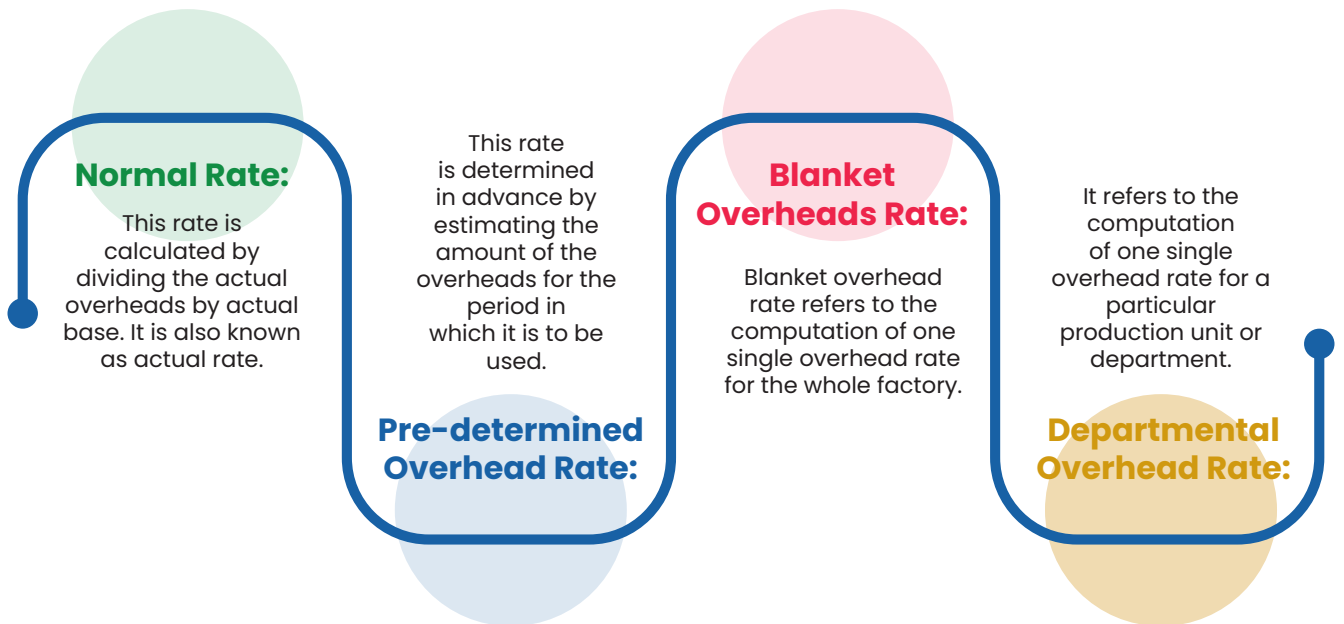 Normal Rate:
This rate is
calculated by
dividing the actual
overheads by actual
base. It is also known
as actual rate.
This rate
is determined
in advance by
estimating the
amount of the
overheads for the
period in
which it is to be
used.
Pre-determined
Overhead Rate:
Blanket
Overheads Rate:
Blanket overhead
rate refers to the
computation of one
single overhead rate
for the whole factory.
It refers to the
computation
of one single
overhead rate for a
particular
production unit or
department.
Departmental
Overhead Rate: